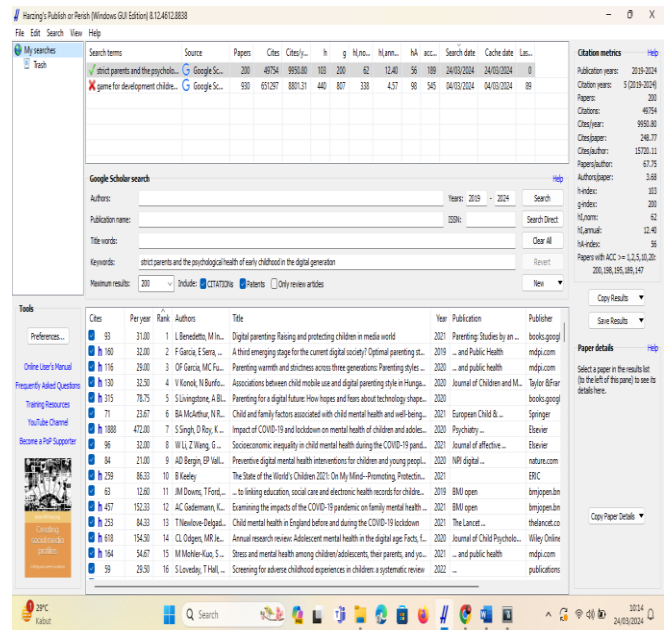 Harzing's Publish or Perish (Windows GUI Edition) 8.12.4612.8838
File Edit Search View Help
My searches
Trash
Search terms Source Papers Cites Cites/y... h g hI,no... hI,ann... hA acc... Search date Cache date Las...
strict parents and the psycholo... Google Sc... 200 49754 9950.80 103 200 62 12.40 56 189 24/03/2024 24/03/2024 0
game for development childre... Google Sc... 930 651297 8801.31 440 807 338 4.57 98 545 04/03/2024 04/03/2024 89
Google Scholar search Help
Authors: Years: 2019 - 2024 Search
Publication name: ISSN: Search Direct
Title words: Clear All
Keywords: strict parents and the psychological health of early childhood in the digital generation Revert
Maximum results: 200 Include: CITATIONs Patents Only review articles New
Tools
Preferences...
Online User's Manual
Frequently Asked Questions
Training Resources
YouTube Channel
Become a PoP Supporter
Creating
social media
profiles
Cites Per year Rank Authors Title Year Publication Publisher
93 31.00 1 L Benedetto, M In... Digital parenting: Raising and protecting children in media world 2021 Parenting: Studies by an ... books.googl
h 160 32.00 2 F Garcia, E Serra, ... A third emerging stage for the current digital society? Optimal parenting st... 2019 ... and Public Health mdpi.com
h 116 29.00 3 OF Garcia, MC Fu... Parenting warmth and strictness across three generations: Parenting styles ... 2020 ... and Public Health mdpi.com
h 130 32.50 4 V Konok, N Bunfo... Associations between child mobile use and digital parenting style in Hunga... 2020 Journal of Children and M... Taylor &Fran
h 315 78.75 5 S Livingstone, A Bl... Parenting for a digital future: How hopes and fears about technology shape... 2020 books.googl
71 23.67 6 BA McArthur, N R... Child and family factors associated with child mental health and well-being... 2021 European Child & ... Springer
h 1888 472.00 7 S Singh, D Roy, K ... Impact of COVID-19 and lockdown on mental health of children and adoles... 2020 Psychiatry ... Elsevier
96 32.00 8 W Li, Z Wang, G ... Socioeconomic inequality in child mental health during the COVID-19 pand... 2021 Journal of affective ... Elsevier
84 21.00 9 AD Bergin, EP Vall... Preventive digital mental health interventions for children and young peopl... 2020 NPJ digital ... nature.com
h 259 86.33 10 B Keeley The State of the World's Children 2021: On My Mind--Promoting, Protectin... 2021 ERIC
63 12.60 11 JM Downs, T Ford,... ... to linking education, social care and electronic health records for childre... 2019 BMJ open bmjopen.bm
h 457 152.33 12 AC Gadermann, K... Examining the impacts of the COVID-19 pandemic on family mental health ... 2021 BMJ open bmjopen.bm
h 253 84.33 13 T Newlove-Delgad... Child mental health in England before and during the COVID-19 lockdown 2021 The Lancet ... thelancet.co
h 618 154.50 14 CL Odgers, MR Je... Annual research review: Adolescent mental health in the digital age: Facts, f... 2020 Journal of Child Psycholo... Wiley Online
h 164 54.67 15 M Mohler-Kuo, S ... Stress and mental health among children/adolescents, their parents, and yo... 2021 ... and public health mdpi.com
59 29.50 16 S Loveday, T Hall, ... Screening for adverse childhood experiences in children: a systematic review 2022 ... publications
Citation metrics Help
Publication years: 2019-2024
Citation years: 5 (2019-2024)
Papers: 200
Citations: 49754
Cites/year: 9950.80
Cites/paper: 248.77
Cites/author: 15720.11
Papers/author: 67.75
Authors/paper: 3.68
h-index: 103
g-index: 200
hI,norm: 62
hI,annual: 12.40
hA-index: 56
Papers with ACC >= 1,2,5,10,20:
200,198,195,189,147
Copy Results
Save Results
Paper details Help
Select a paper in the results list
(to the left of this pane) to see its
details here.
Copy Paper Details
29°C
Kabut
Search
10:14
24/03/2024